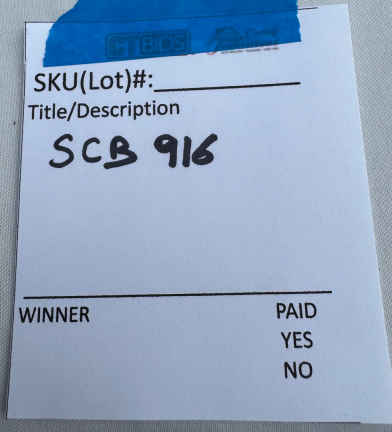 SKU(Lot)#:
Title/Description
SCB 916
WINNER PAID
YES
NO